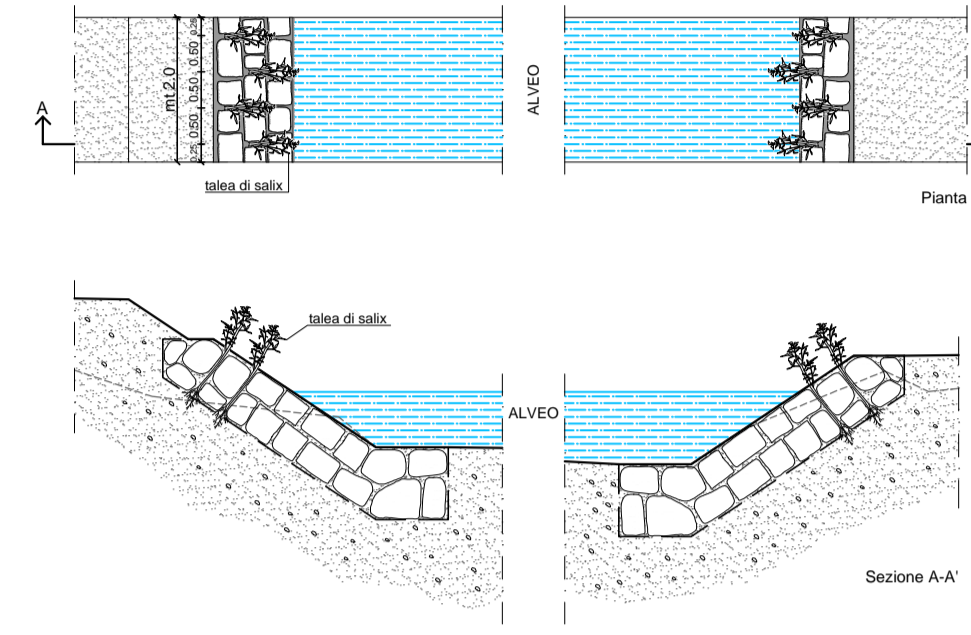 A
mt 2,0
0.25 0.50 0.50 0.50 0.25
talea di salix
ALVEO
Pianta
talea di salix
ALVEO
Sezione A-A'